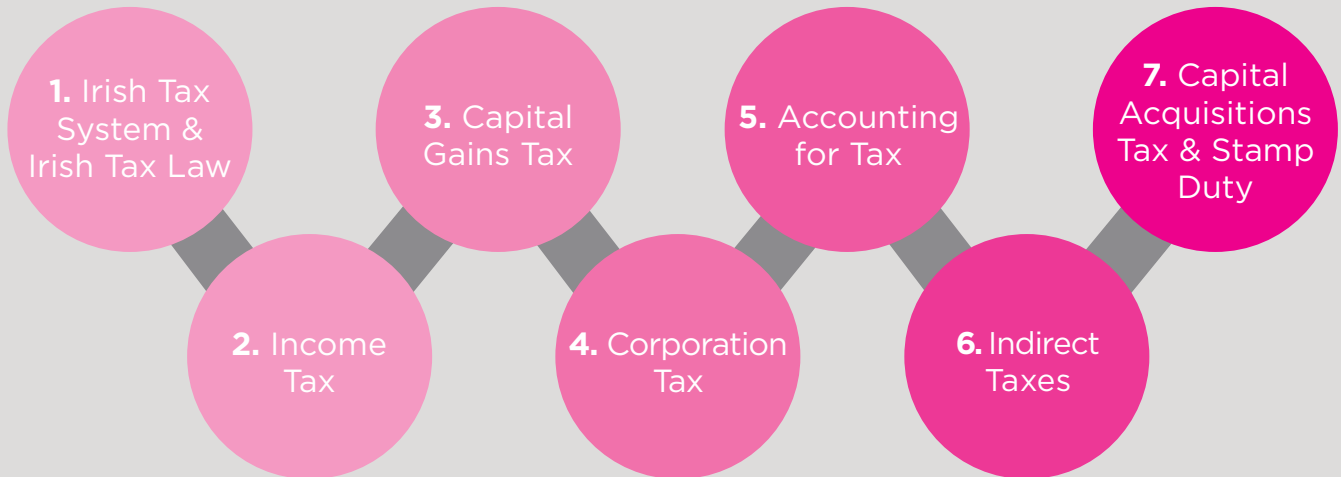 1. Irish Tax
System &
Irish Tax Law
2. Income
Tax
3. Capital
Gains Tax
4. Corporation
Tax
5. Accounting
for Tax
6. Indirect
Taxes
7. Capital
Acquisitions
Tax & Stamp
Duty